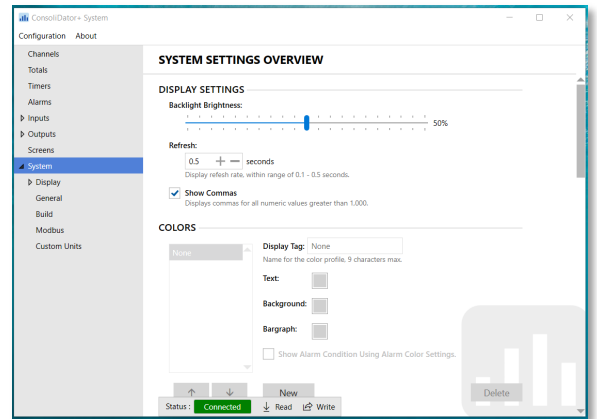 ConsoliDator+ System
Configuration About
Channels
Totals
Timers
Alarms
Inputs
Outputs
Screens
System
Display
General
Build
Modbus
Custom Units
SYSTEM SETTINGS OVERVIEW
DISPLAY SETTINGS
Backlight Brightness:
50%
Refresh:
0.5 seconds
Display refesh rate, within range of 0.1 - 0.5 seconds.
Show Commas
Displays commas for all numeric values greater than 1,000.
COLORS
None
Display Tag: None
Name for the color profile. 9 characters max.
Text:
Background:
Bargraph:
Show Alarm Condition Using Alarm Color Settings.
New Delete
Status : Connected Read Write